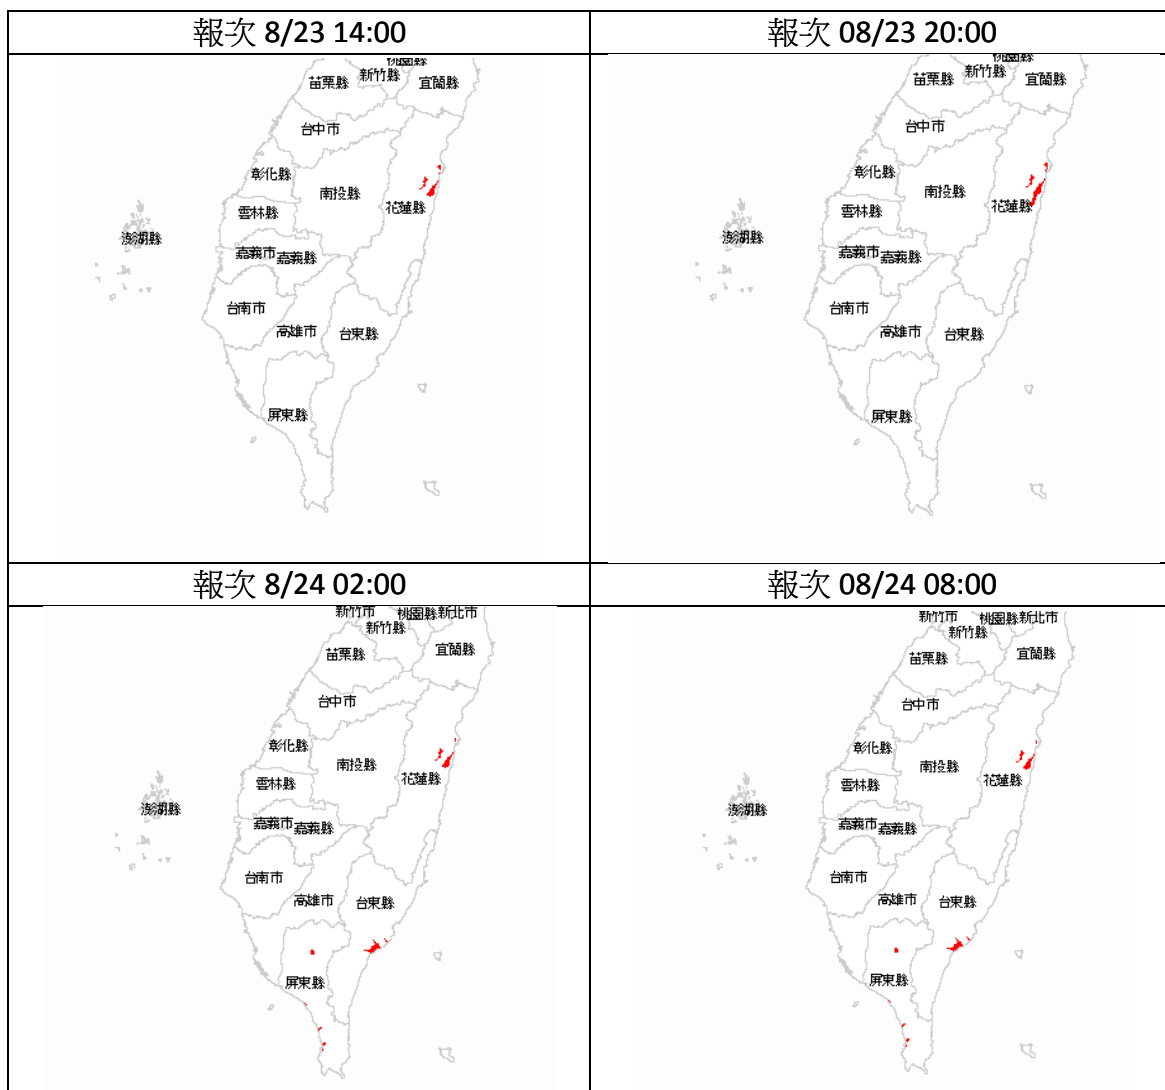 報次 8/23 14:00
桃園縣
新竹縣
苗栗縣
宜蘭縣
台中市
彰化縣
南投縣
花蓮縣
雲林縣
澎湖縣
嘉義市
嘉義縣
台南市
高雄市
台東縣
屏東縣
報次 08/23 20:00
桃園縣
新竹縣
苗栗縣
宜蘭縣
台中市
彰化縣
南投縣
花蓮縣
雲林縣
澎湖縣
嘉義市
嘉義縣
台南市
高雄市
台東縣
屏東縣
報次 8/24 02:00
新竹市
桃園縣
新北市
新竹縣
苗栗縣
宜蘭縣
台中市
彰化縣
南投縣
花蓮縣
雲林縣
澎湖縣
嘉義市
嘉義縣
台南市
高雄市
台東縣
屏東縣
報次 08/24 08:00
新竹市
桃園縣
新北市
新竹縣
苗栗縣
宜蘭縣
台中市
彰化縣
南投縣
花蓮縣
雲林縣
澎湖縣
嘉義市
嘉義縣
台南市
高雄市
台東縣
屏東縣